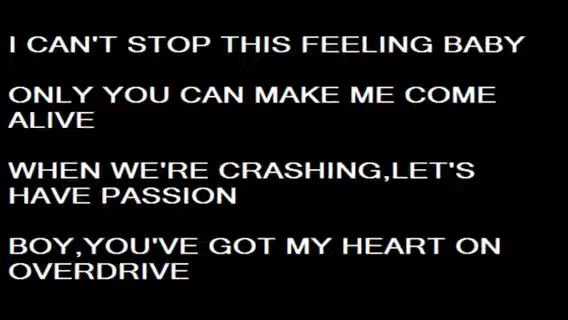 I CAN'T STOP THIS FEELING BABY
ONLY YOU CAN MAKE ME COME
ALIVE
WHEN WE'RE CRASHING,LET'S
HAVE PASSION
BOY,YOU'VE GOT MY HEART ON
OVERDRIVE